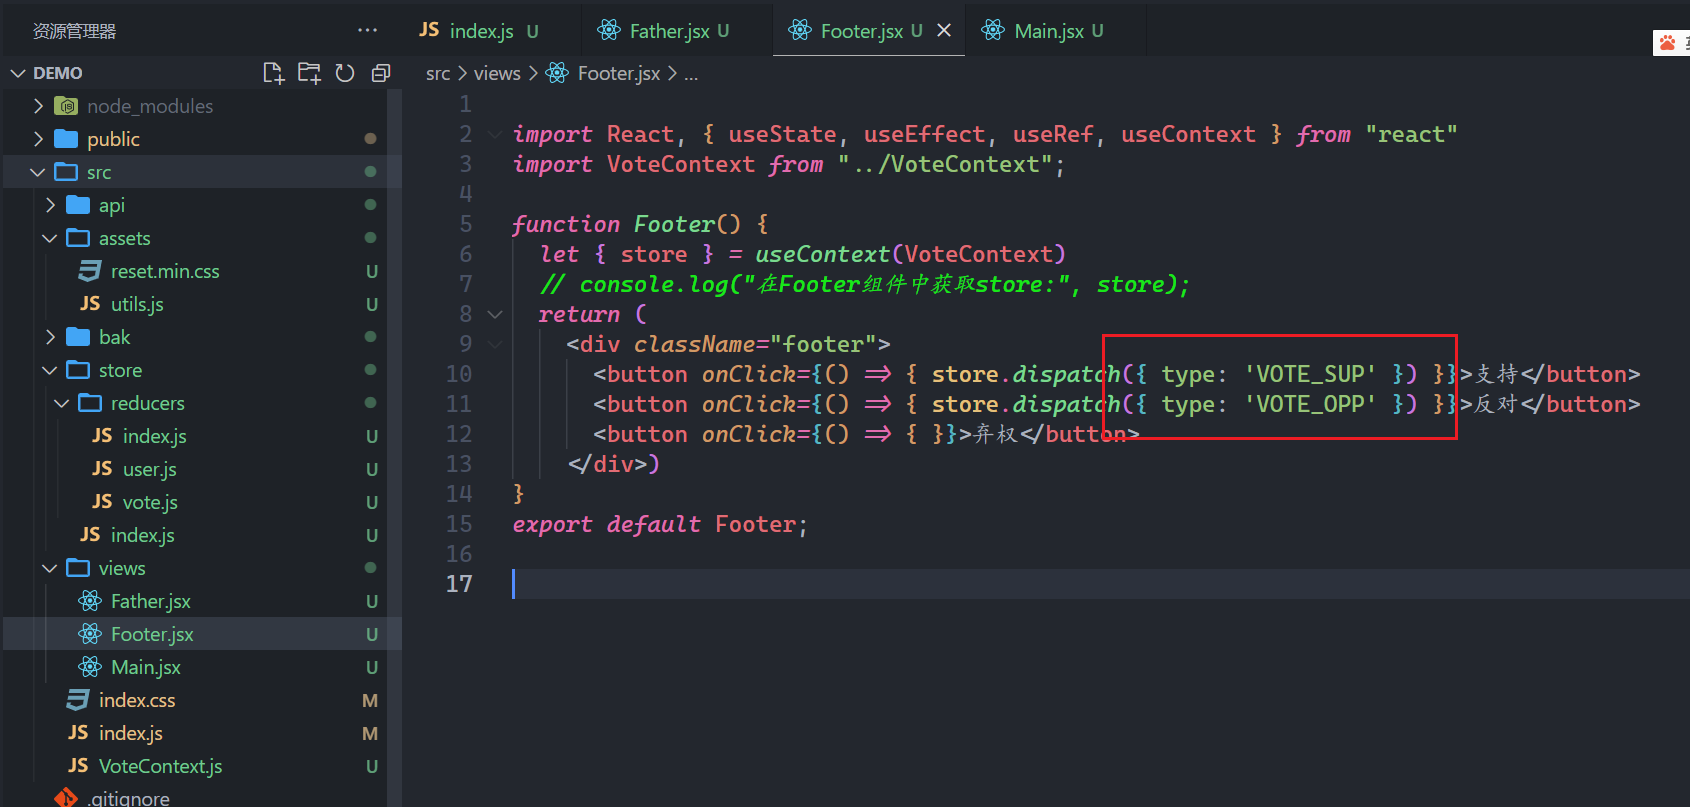 资源管理器 ···
JS index.js U
Father.jsx U
Footer.jsx U
Main.jsx U
DEMO
node_modules
public
src
api
assets
reset.min.css U
JS utils.js U
bak
store
reducers
JS index.js U
JS user.js U
JS vote.js U
JS index.js U
views
Father.jsx U
Footer.jsx U
Main.jsx U
index.css M
JS index.js M
JS VoteContext.js U
.gitignore
src > views > Footer.jsx > ...
1
2 import React, { useState, useEffect, useRef, useContext } from "react"
3 import VoteContext from "../VoteContext";
4
5 function Footer() {
6 let { store } = useContext(VoteContext)
7 // console.log("在Footer组件中获取store:", store);
8 return (
9 <div className="footer">
10 <button onClick={() => { store.dispatch({ type: 'VOTE_SUP' }) }}>支持</button>
11 <button onClick={() => { store.dispatch({ type: 'VOTE_OPP' }) }}>反对</button>
12 <button onClick={() => { }}>弃权</button>
13 </div>)
14 }
15 export default Footer;
16
17